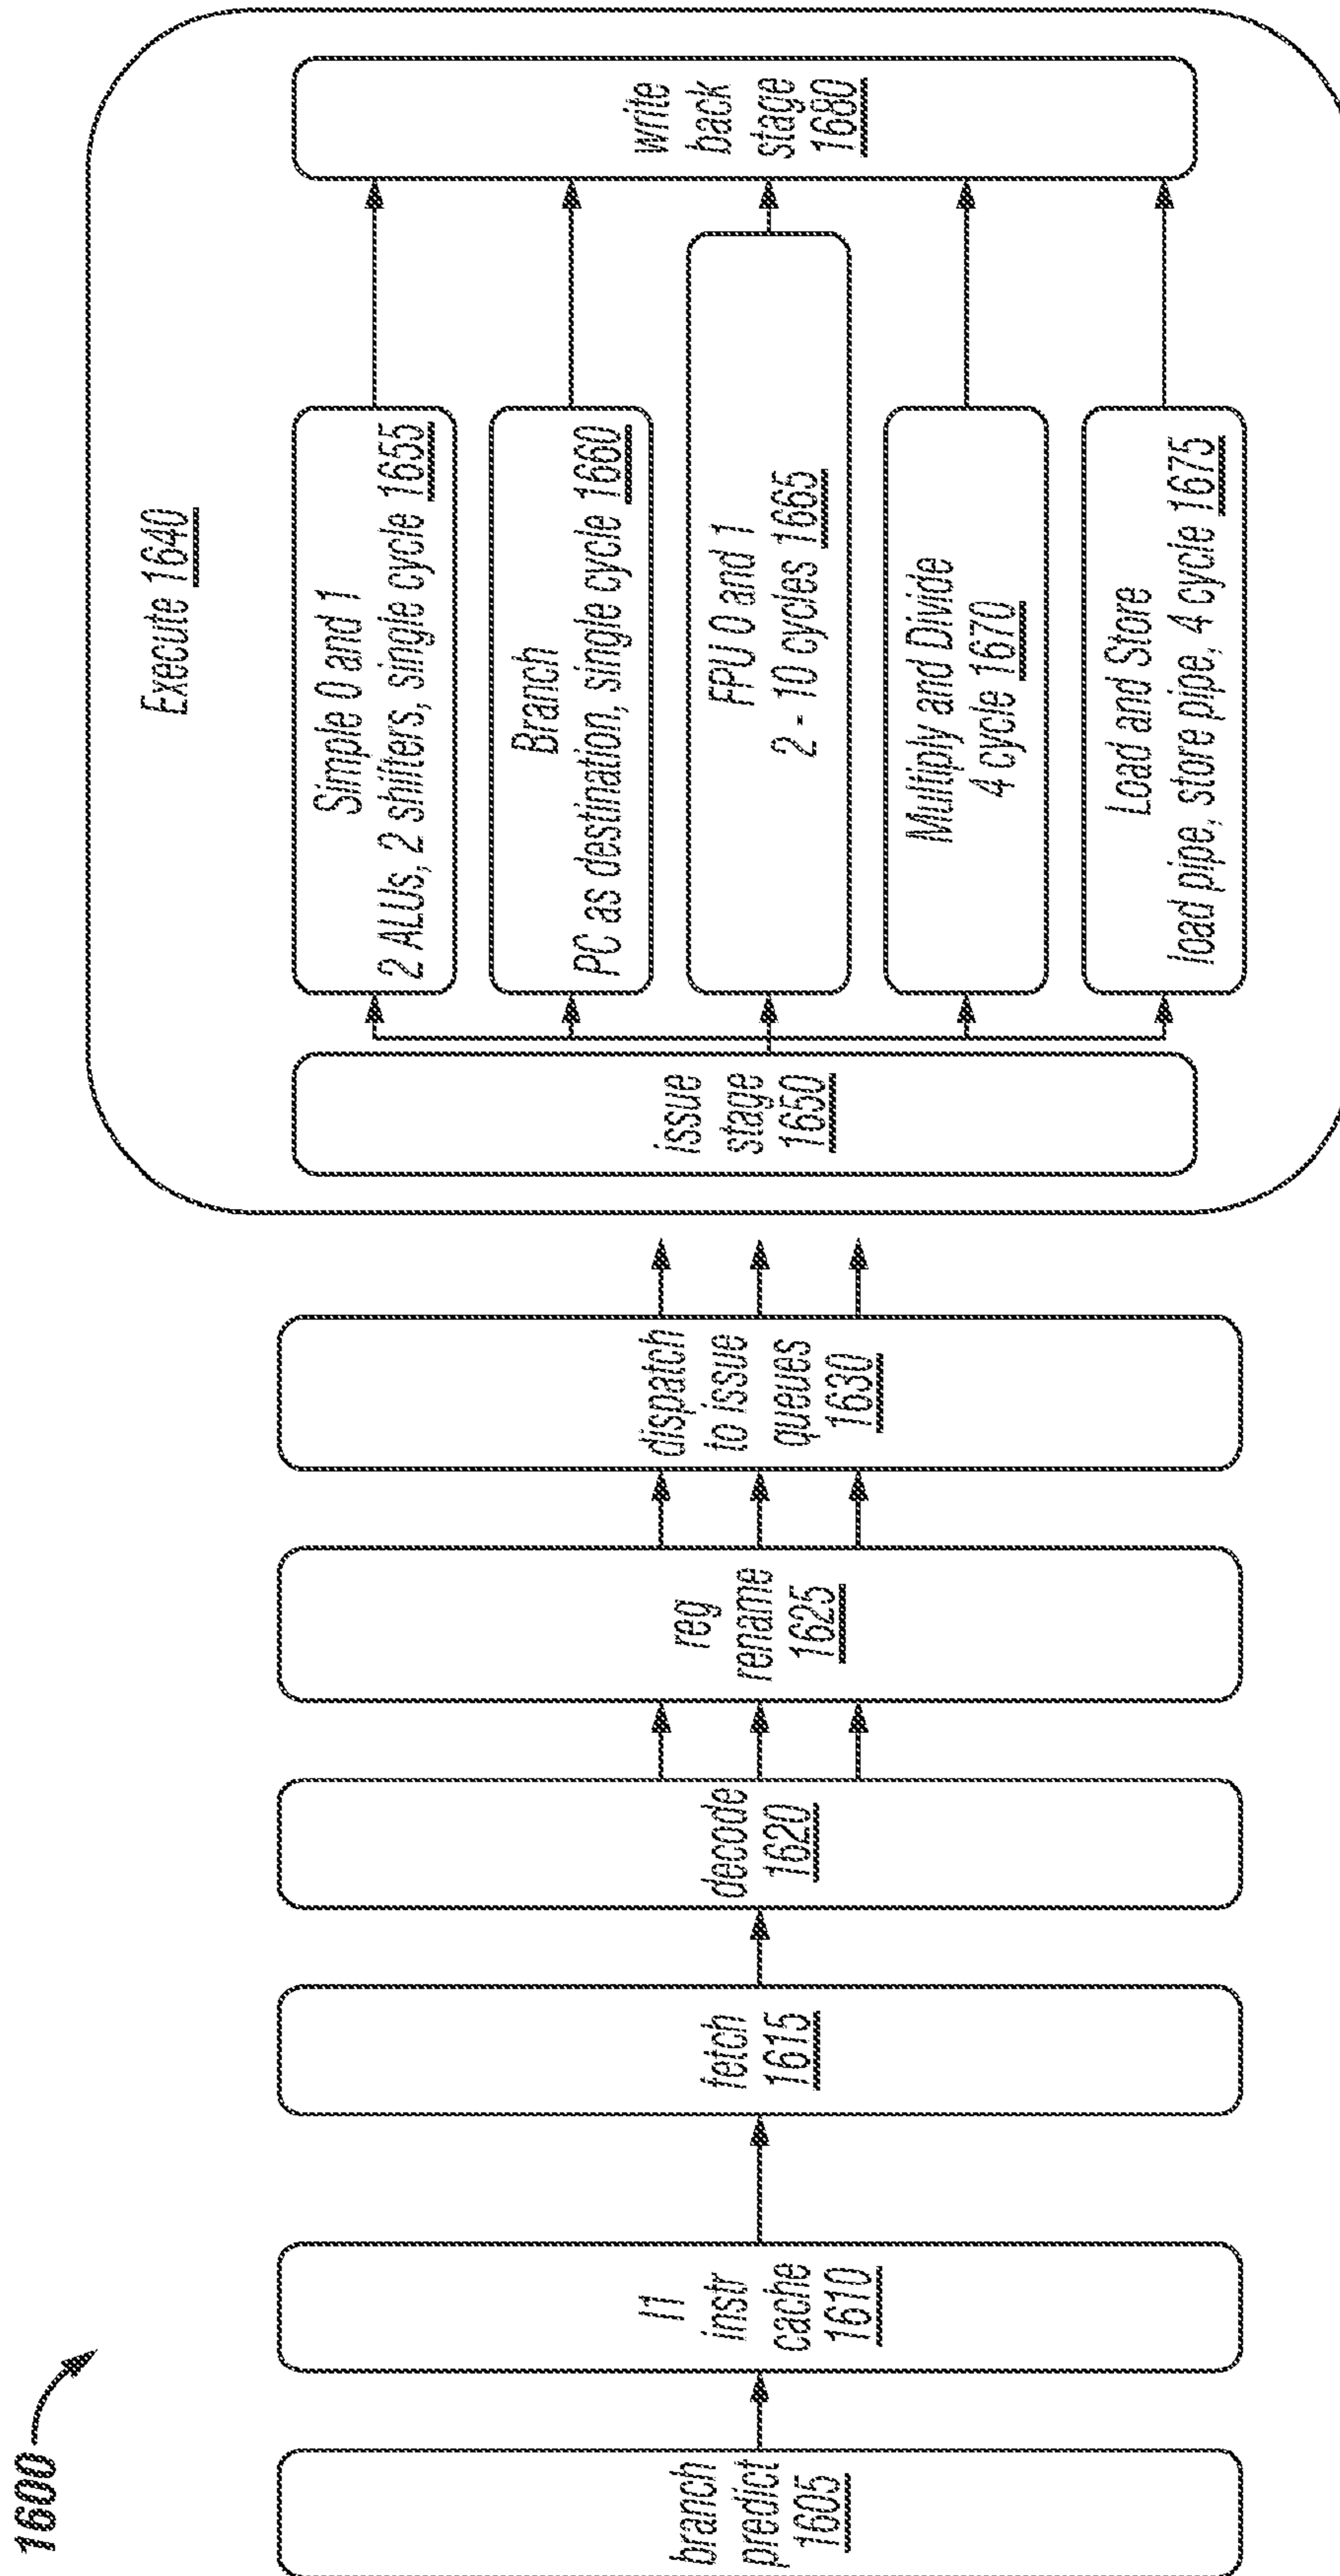 1600
branch
predict
1605
I1
instr
cache
1610
fetch
1615
decode
1620
reg
rename
1625
dispatch
to issue
queues
1630
Execute 1640
issue
stage
1650
Simple 0 and 1
2 ALUs, 2 shifters, single cycle 1655
Branch
PC as destination, single cycle 1660
FPU 0 and 1
2 - 10 cycles 1665
Multiply and Divide
4 cycle 1670
Load and Store
load pipe, store pipe, 4 cycle 1675
write
back
stage
1680